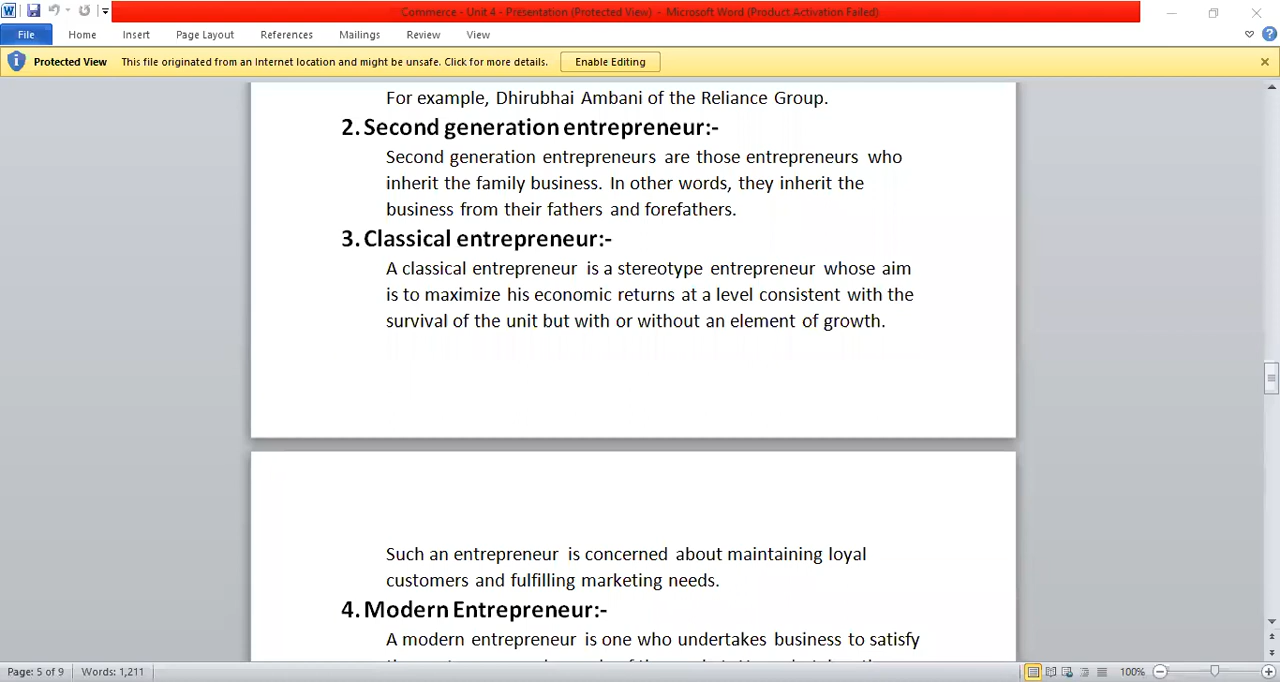 Commerce - Unit 4 - Presentation (Protected View) - Microsoft Word (Product Activation Failed)
File Home Insert Page Layout References Mailings Review View
Protected View This file originated from an Internet location and might be unsafe. Click for more details. Enable Editing
For example, Dhirubhai Ambani of the Reliance Group.
2. Second generation entrepreneur:-
Second generation entrepreneurs are those entrepreneurs who
inherit the family business. In other words, they inherit the
business from their fathers and forefathers.
3. Classical entrepreneur:-
A classical entrepreneur is a stereotype entrepreneur whose aim
is to maximize his economic returns at a level consistent with the
survival of the unit but with or without an element of growth.
Such an entrepreneur is concerned about maintaining loyal
customers and fulfilling marketing needs.
4. Modern Entrepreneur:-
A modern entrepreneur is one who undertakes business to satisfy
Page: 5 of 9 Words: 1,211 100%